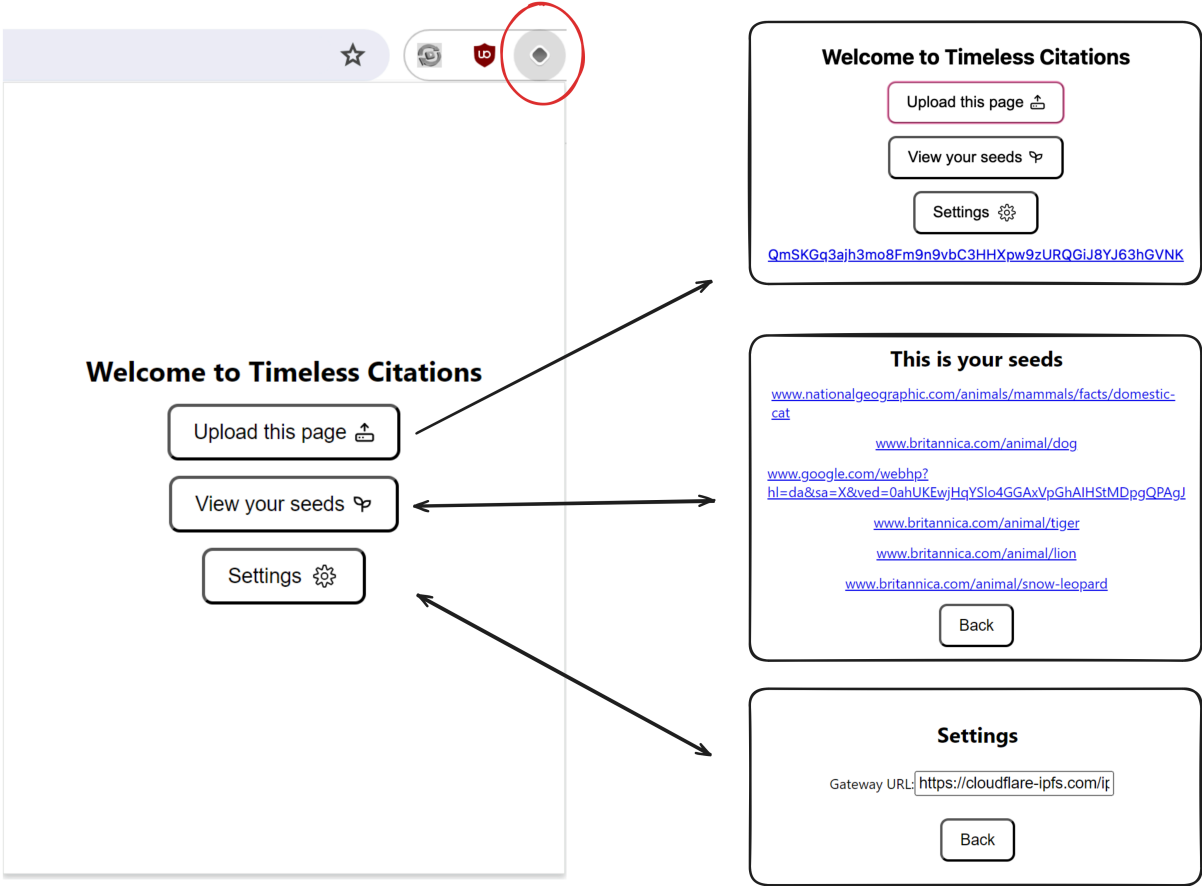 Welcome to Timeless Citations
Upload this page
View your seeds
Settings
Welcome to Timeless Citations
Upload this page
View your seeds
Settings
QmSKGq3ajh3mo8Fm9n9vbC3HHXpw9zURQGiJ8YJ63hGVNK
This is your seeds
www.nationalgeographic.com/animals/mammals/facts/domestic-
cat
www.britannica.com/animal/dog
www.google.com/webhp?
hl=da&sa=X&ved=0ahUKEwjHqYSlo4GGAxVpGhAIHStMDpgQPAgJ
www.britannica.com/animal/tiger
www.britannica.com/animal/lion
www.britannica.com/animal/snow-leopard
Back
Settings
Gateway URL: https://cloudflare-ipfs.com/ip
Back